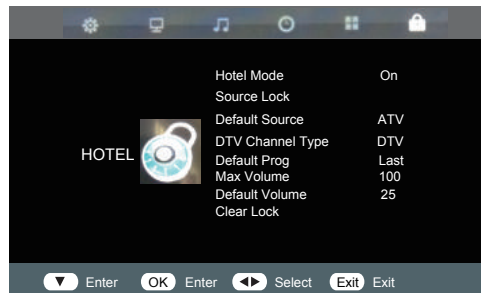 Hotel Mode On
Source Lock
Default Source ATV
DTV Channel Type DTV
HOTEL
Default Prog Last
Max Volume 100
Default Volume 25
Clear Lock
Enter OK Enter Select Exit Exit